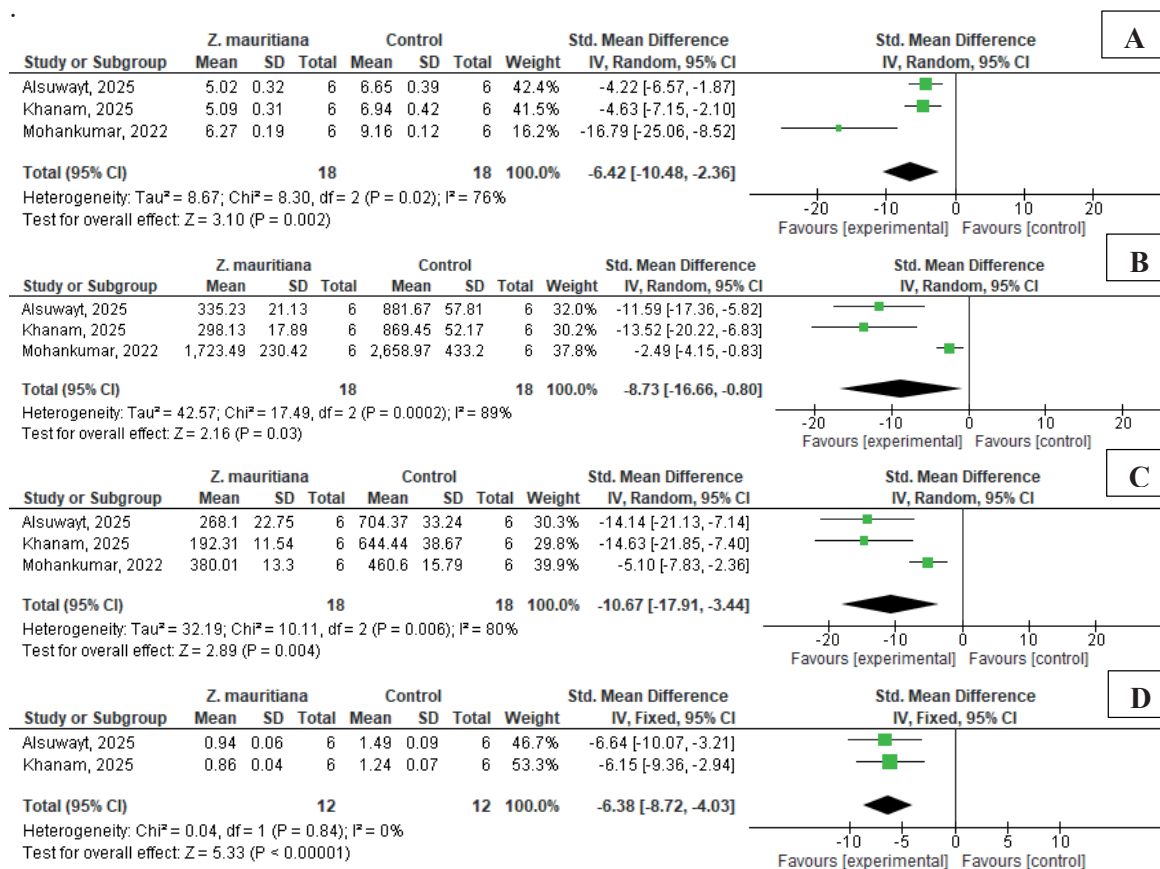 .
A
Z. mauritiana Control Std. Mean Difference Std. Mean Difference
Study or Subgroup Mean SD Total Mean SD Total Weight IV, Random, 95% CI IV, Random, 95% CI
Alsuwayt, 2025 5.02 0.32 6 6.65 0.39 6 42.4% -4.22 [-6.57, -1.87]
Khanam, 2025 5.09 0.31 6 6.94 0.42 6 41.5% -4.63 [-7.15, -2.10]
Mohankumar, 2022 6.27 0.19 6 9.16 0.12 6 16.2% -16.79 [-25.06, -8.52]
Total (95% CI) 18 18 100.0% -6.42 [-10.48, -2.36]
Heterogeneity: Tau² = 8.67; Chi² = 8.30, df = 2 (P = 0.02); I² = 76%
Test for overall effect: Z = 3.10 (P = 0.002)
-20 -10 0 10 20
Favours [experimental] Favours [control]
B
Z. mauritiana Control Std. Mean Difference Std. Mean Difference
Study or Subgroup Mean SD Total Mean SD Total Weight IV, Random, 95% CI IV, Random, 95% CI
Alsuwayt, 2025 335.23 21.13 6 881.67 57.81 6 32.0% -11.59 [-17.36, -5.82]
Khanam, 2025 298.13 17.89 6 869.45 52.17 6 30.2% -13.52 [-20.22, -6.83]
Mohankumar, 2022 1,723.49 230.42 6 2,658.97 433.2 6 37.8% -2.49 [-4.15, -0.83]
Total (95% CI) 18 18 100.0% -8.73 [-16.66, -0.80]
Heterogeneity: Tau² = 42.57; Chi² = 17.49, df = 2 (P = 0.0002); I² = 89%
Test for overall effect: Z = 2.16 (P = 0.03)
-20 -10 0 10 20
Favours [experimental] Favours [control]
C
Z. mauritiana Control Std. Mean Difference Std. Mean Difference
Study or Subgroup Mean SD Total Mean SD Total Weight IV, Random, 95% CI IV, Random, 95% CI
Alsuwayt, 2025 268.1 22.75 6 704.37 33.24 6 30.3% -14.14 [-21.13, -7.14]
Khanam, 2025 192.31 11.54 6 644.44 38.67 6 29.8% -14.63 [-21.85, -7.40]
Mohankumar, 2022 380.01 13.3 6 460.6 15.79 6 39.9% -5.10 [-7.83, -2.36]
Total (95% CI) 18 18 100.0% -10.67 [-17.91, -3.44]
Heterogeneity: Tau² = 32.19; Chi² = 10.11, df = 2 (P = 0.006); I² = 80%
Test for overall effect: Z = 2.89 (P = 0.004)
-20 -10 0 10 20
Favours [experimental] Favours [control]
D
Z. mauritiana Control Std. Mean Difference Std. Mean Difference
Study or Subgroup Mean SD Total Mean SD Total Weight IV, Fixed, 95% CI IV, Fixed, 95% CI
Alsuwayt, 2025 0.94 0.06 6 1.49 0.09 6 46.7% -6.64 [-10.07, -3.21]
Khanam, 2025 0.86 0.04 6 1.24 0.07 6 53.3% -6.15 [-9.36, -2.94]
Total (95% CI) 12 12 100.0% -6.38 [-8.72, -4.03]
Heterogeneity: Chi² = 0.04, df = 1 (P = 0.84); I² = 0%
Test for overall effect: Z = 5.33 (P < 0.00001)
-10 -5 0 5 10
Favours [experimental] Favours [control]